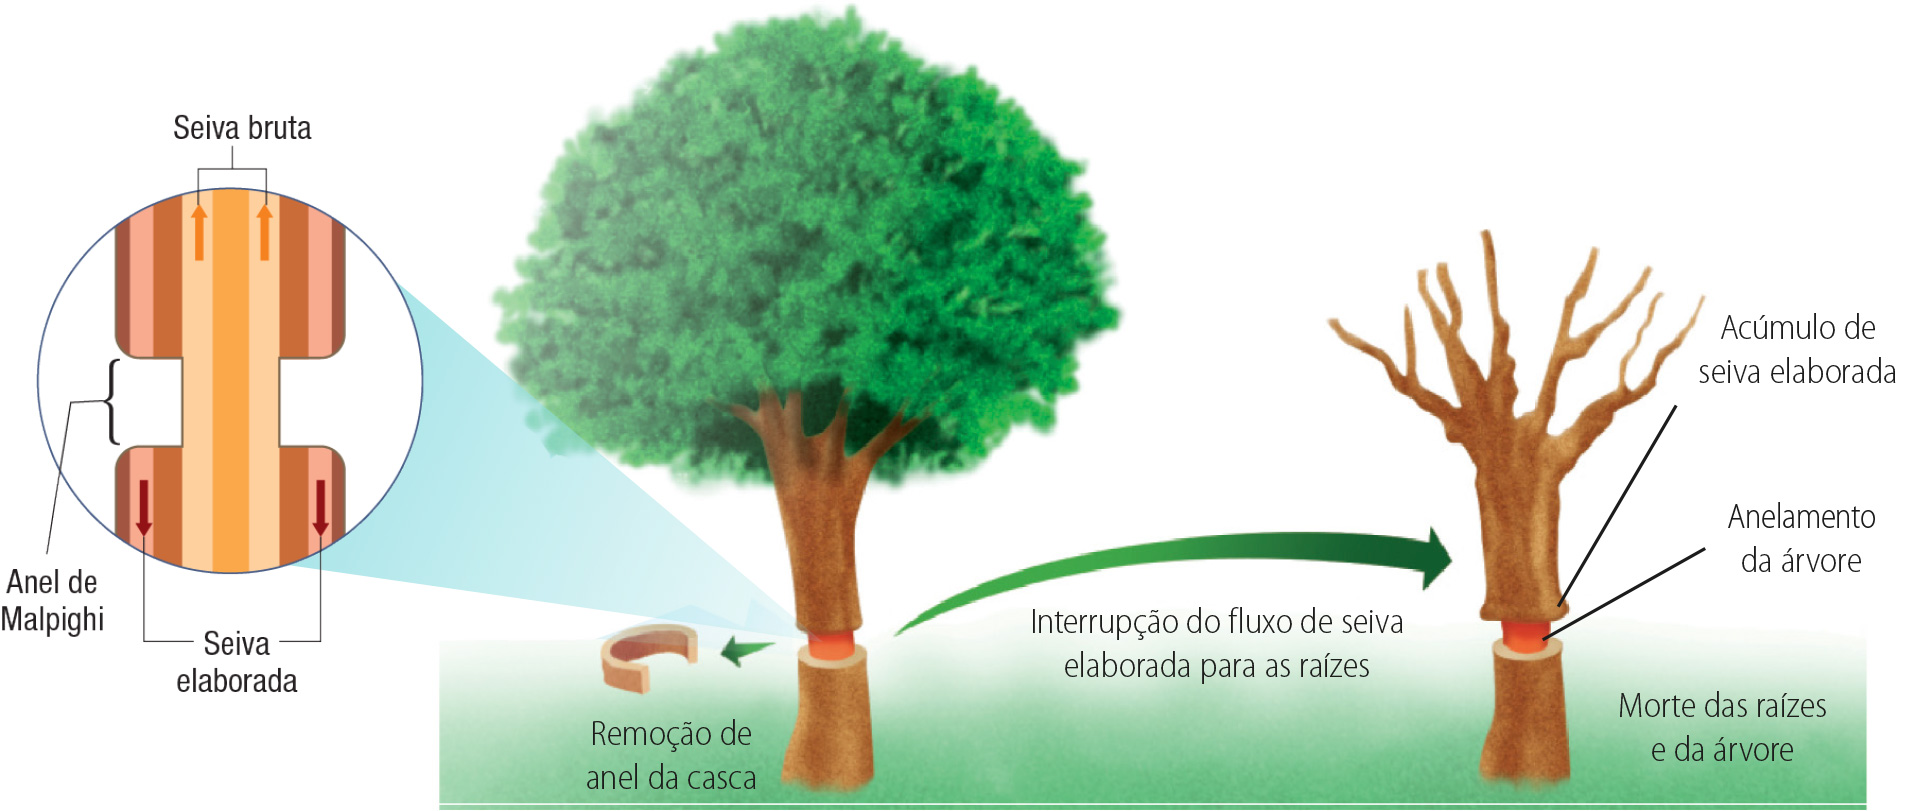 Seiva bruta
Anel de
Malpighi
Seiva
elaborada
Remoção de
anel da casca
Interrupção do fluxo de seiva
elaborada para as raízes
Acúmulo de
seiva elaborada
Anelamento
da árvore
Morte das raízes
e da árvore